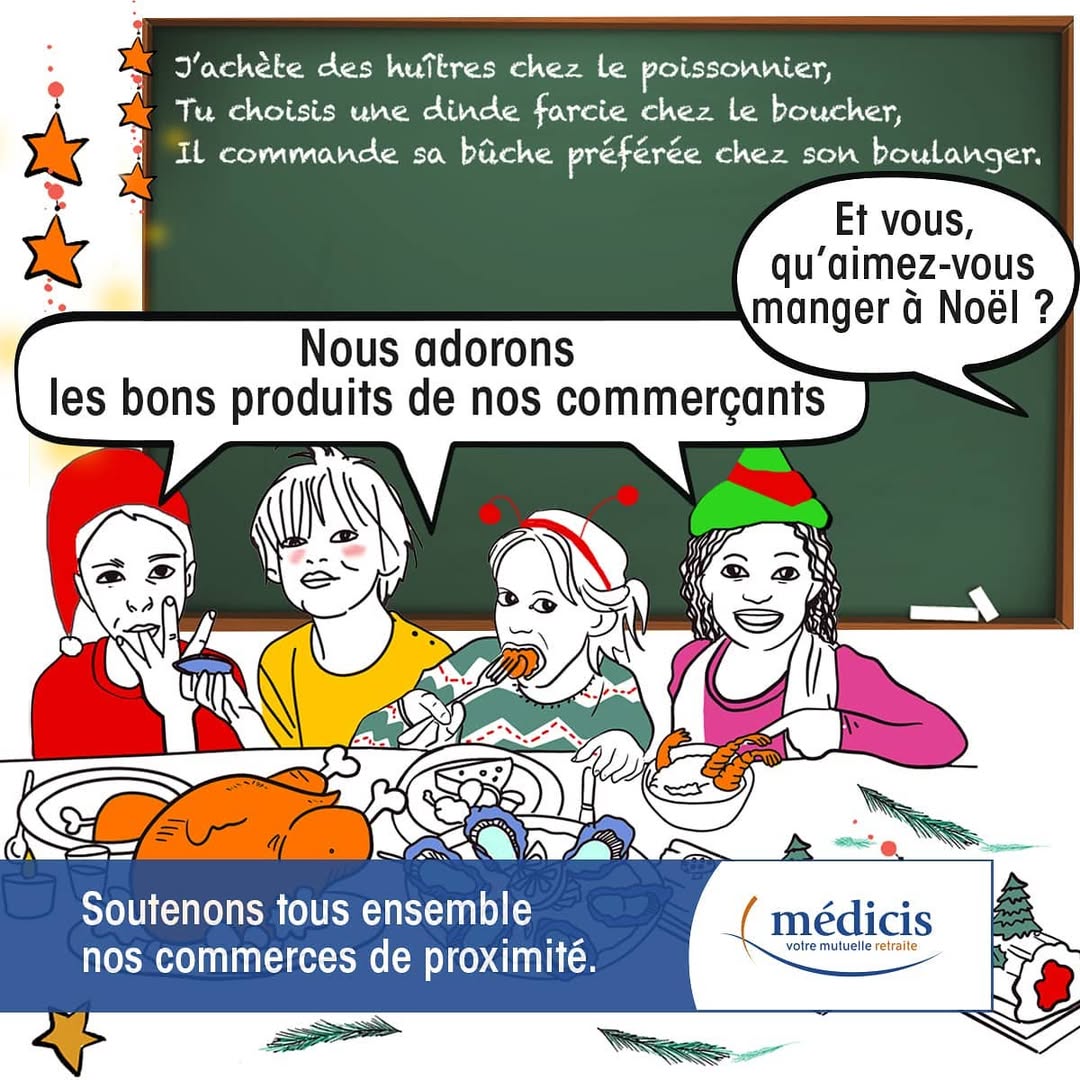 J'achète des huîtres chez le poissonnier,
Tu choisis une dinde farcie chez le boucher,
Il commande sa bûche préférée chez son boulanger.
Et vous,
qu'aimez-vous
manger à Noël ?
Nous adorons
les bons produits de nos commerçants
Soutenons tous ensemble
nos commerces de proximité.
médicis
votre mutuelle retraite